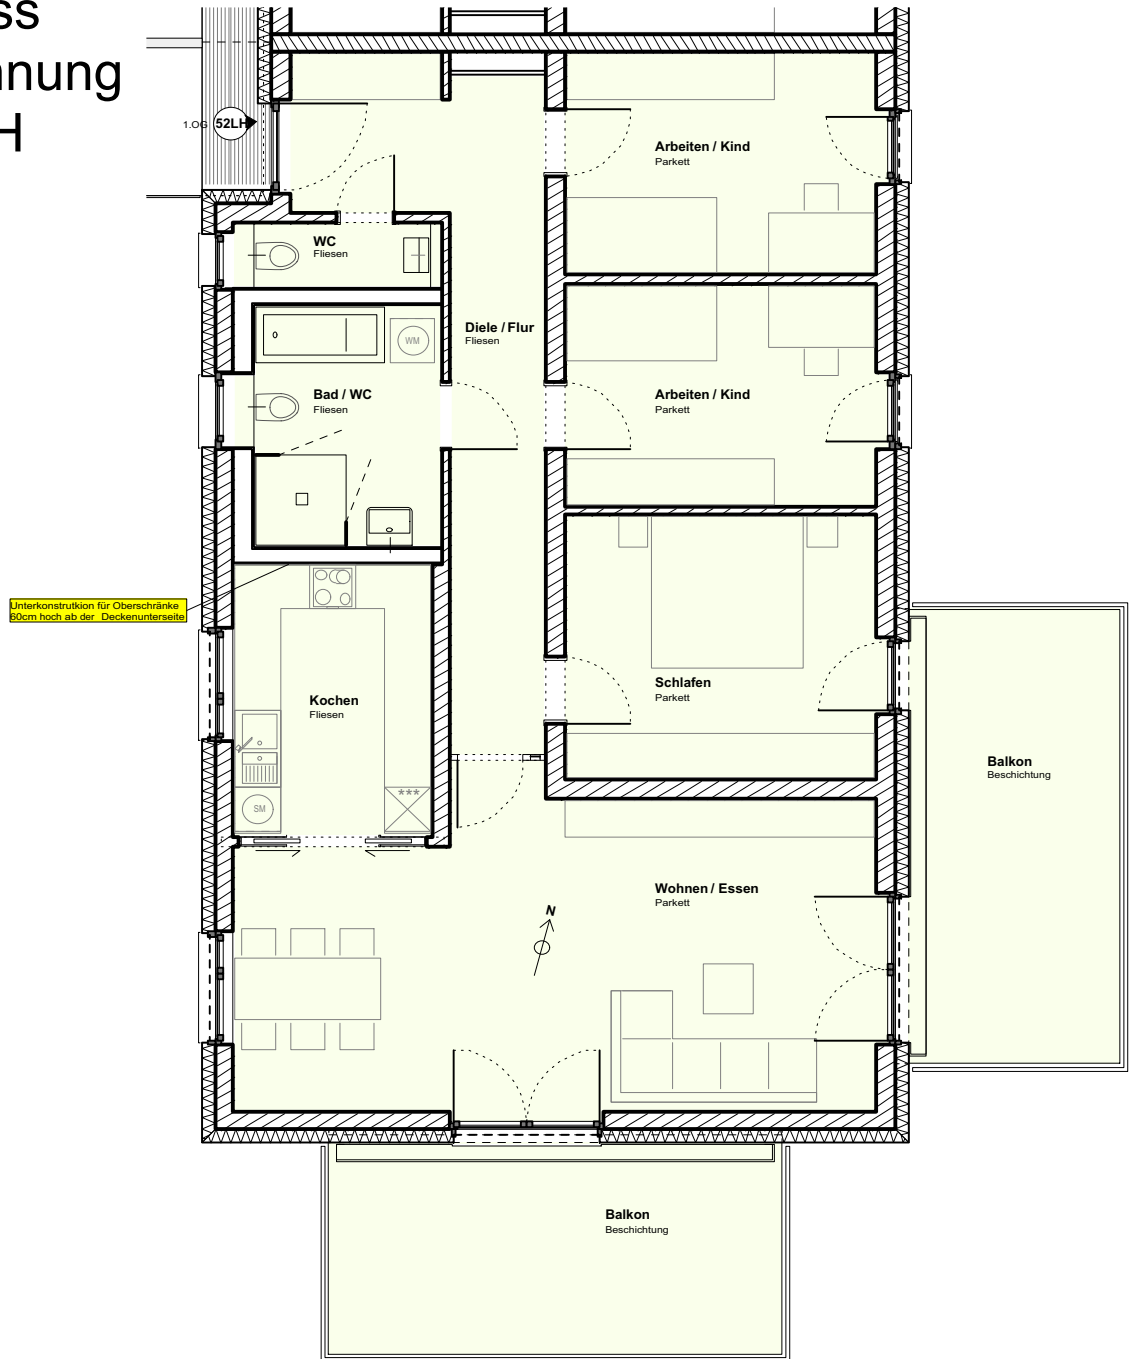 ss
nnung
H
1.OG
52LH
Arbeiten / Kind
Parkett
WC
Fliesen
Diele / Flur
Fliesen
WM
Bad / WC
Fliesen
Arbeiten / Kind
Parkett
Unterkonstrutkion für Oberschränke
60cm hoch ab der Deckenunterseite
Schlafen
Parkett
Kochen
Fliesen
Balkon
Beschichtung
***
SM
Wohnen / Essen
Parkett
N
Balkon
Beschichtung